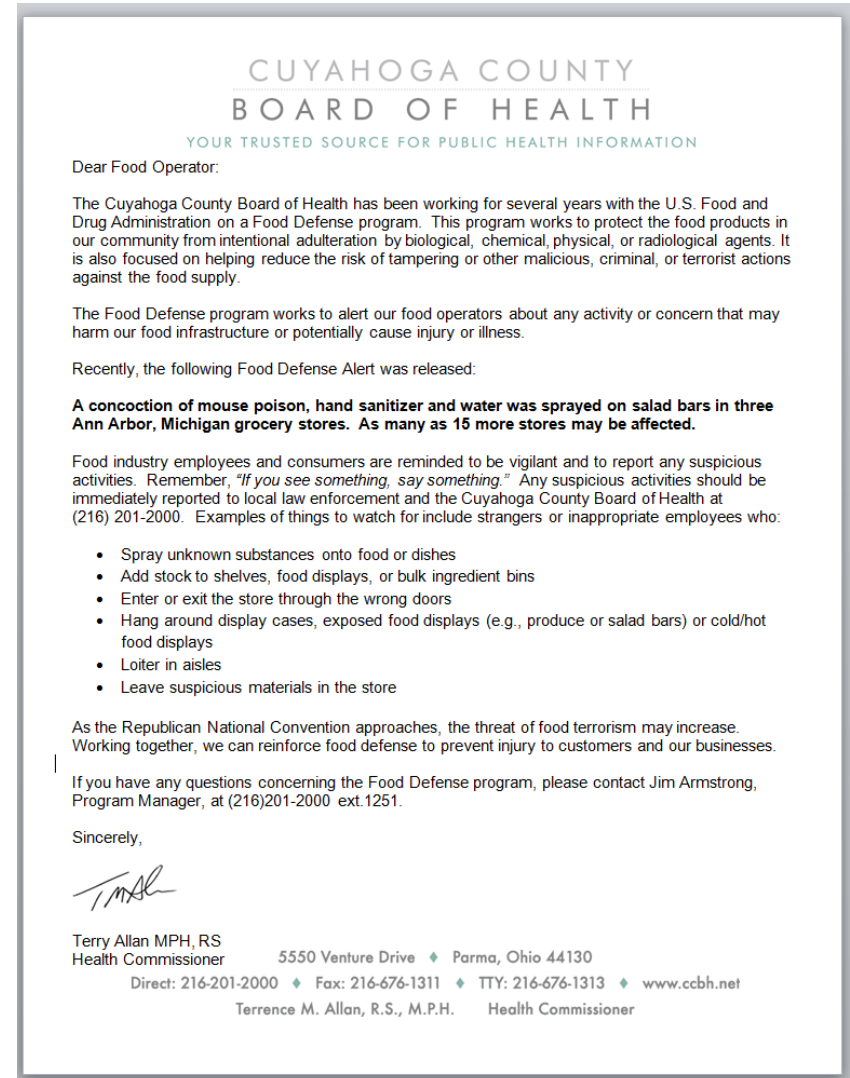 CUYAHOGA COUNTY
BOARD OF HEALTH
YOUR TRUSTED SOURCE FOR PUBLIC HEALTH INFORMATION
Dear Food Operator:
The Cuyahoga County Board of Health has been working for several years with the U.S. Food and
Drug Administration on a Food Defense program. This program works to protect the food products in
our community from intentional adulteration by biological, chemical, physical, or radiological agents. It
is also focused on helping reduce the risk of tampering or other malicious, criminal, or terrorist actions
against the food supply.
The Food Defense program works to alert our food operators about any activity or concern that may
harm our food infrastructure or potentially cause injury or illness.
Recently, the following Food Defense Alert was released:
A concoction of mouse poison, hand sanitizer and water was sprayed on salad bars in three
Ann Arbor, Michigan grocery stores. As many as 15 more stores may be affected.
Food industry employees and consumers are reminded to be vigilant and to report any suspicious
activities. Remember, "If you see something, say something." Any suspicious activities should be
immediately reported to local law enforcement and the Cuyahoga County Board of Health at
(216) 201-2000. Examples of things to watch for include strangers or inappropriate employees who:
• Spray unknown substances onto food or dishes
• Add stock to shelves, food displays, or bulk ingredient bins
• Enter or exit the store through the wrong doors
• Hang around display cases, exposed food displays (e.g., produce or salad bars) or cold/hot
food displays
• Loiter in aisles
• Leave suspicious materials in the store
As the Republican National Convention approaches, the threat of food terrorism may increase.
Working together, we can reinforce food defense to prevent injury to customers and our businesses.
If you have any questions concerning the Food Defense program, please contact Jim Armstrong,
Program Manager, at (216)201-2000 ext.1251.
Sincerely,
Terry Allan MPH, RS
Health Commissioner
5550 Venture Drive ♦ Parma, Ohio 44130
Direct: 216-201-2000 ♦ Fax: 216-676-1311 ♦ TTY: 216-676-1313 ♦ www.ccbh.net
Terrence M. Allan, R.S., M.P.H. Health Commissioner